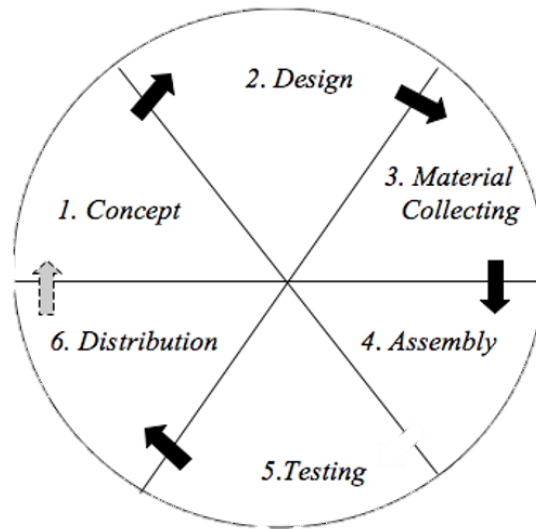 1. Concept
2. Design
3. Material
Collecting
4. Assembly
5.Testing
6. Distribution